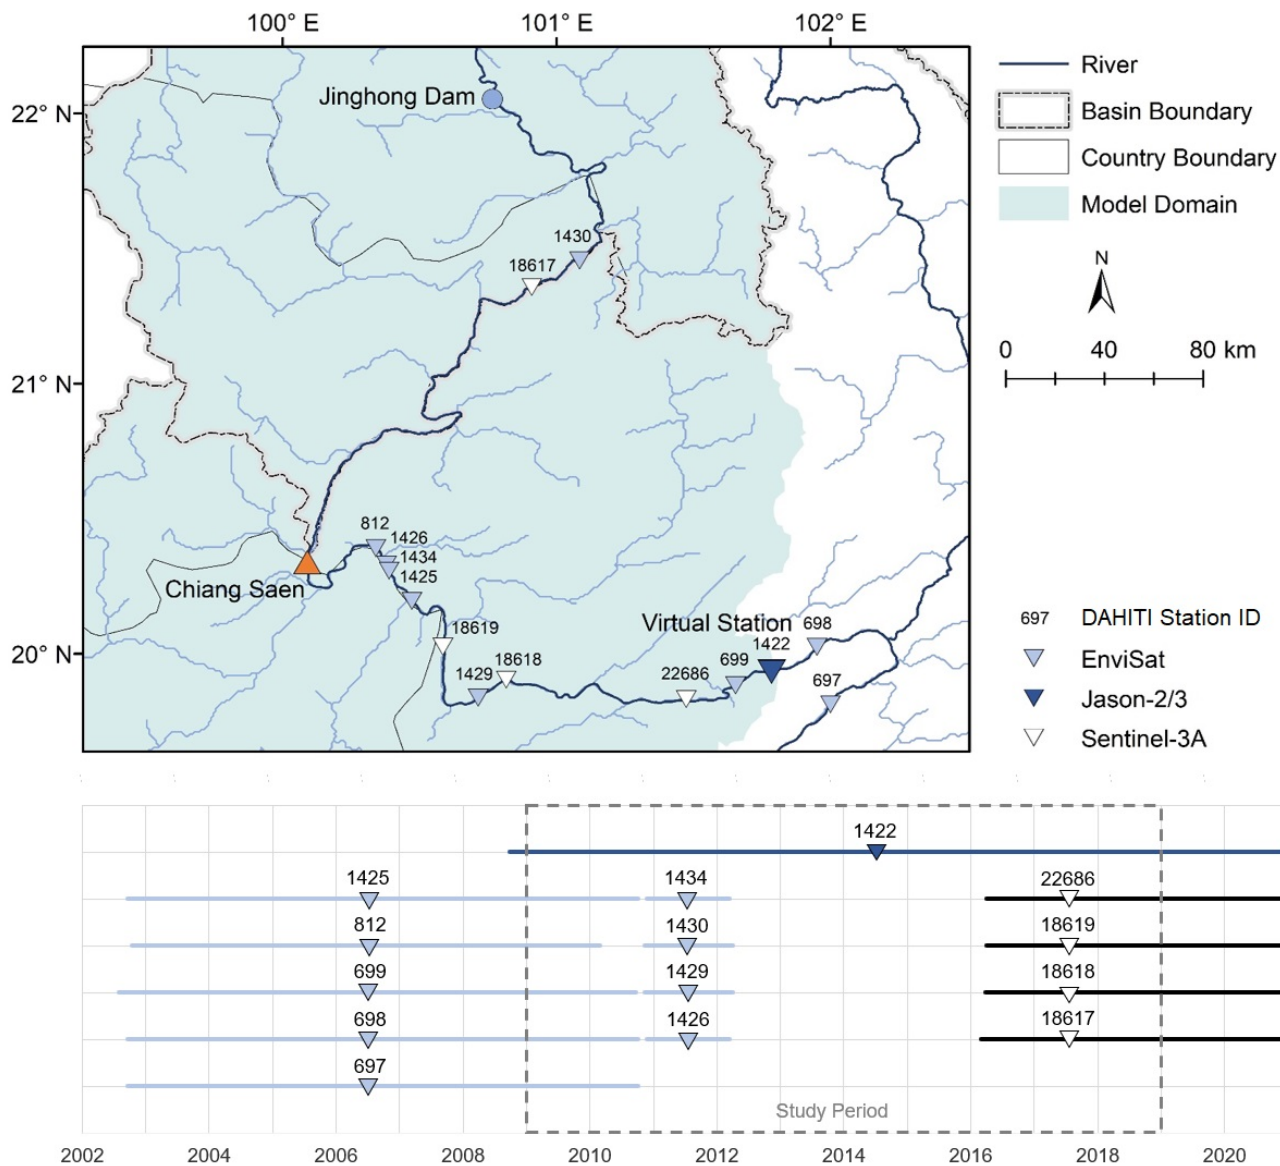 100° E 101° E 102° E
22° N
21° N
20° N
Jinghong Dam
1430
18617
812
1426
1434
1425
Chiang Saen
18619
1429
18618
Virtual Station
698
1422
699
22686
697
River
Basin Boundary
Country Boundary
Model Domain
N
0 40 80 km
697 DAHITI Station ID
EnviSat
Jason-2/3
Sentinel-3A
1422
1425 1434 22686
812 1430 18619
699 1429 18618
698 1426 18617
697
Study Period
2002 2004 2006 2008 2010 2012 2014 2016 2018 2020